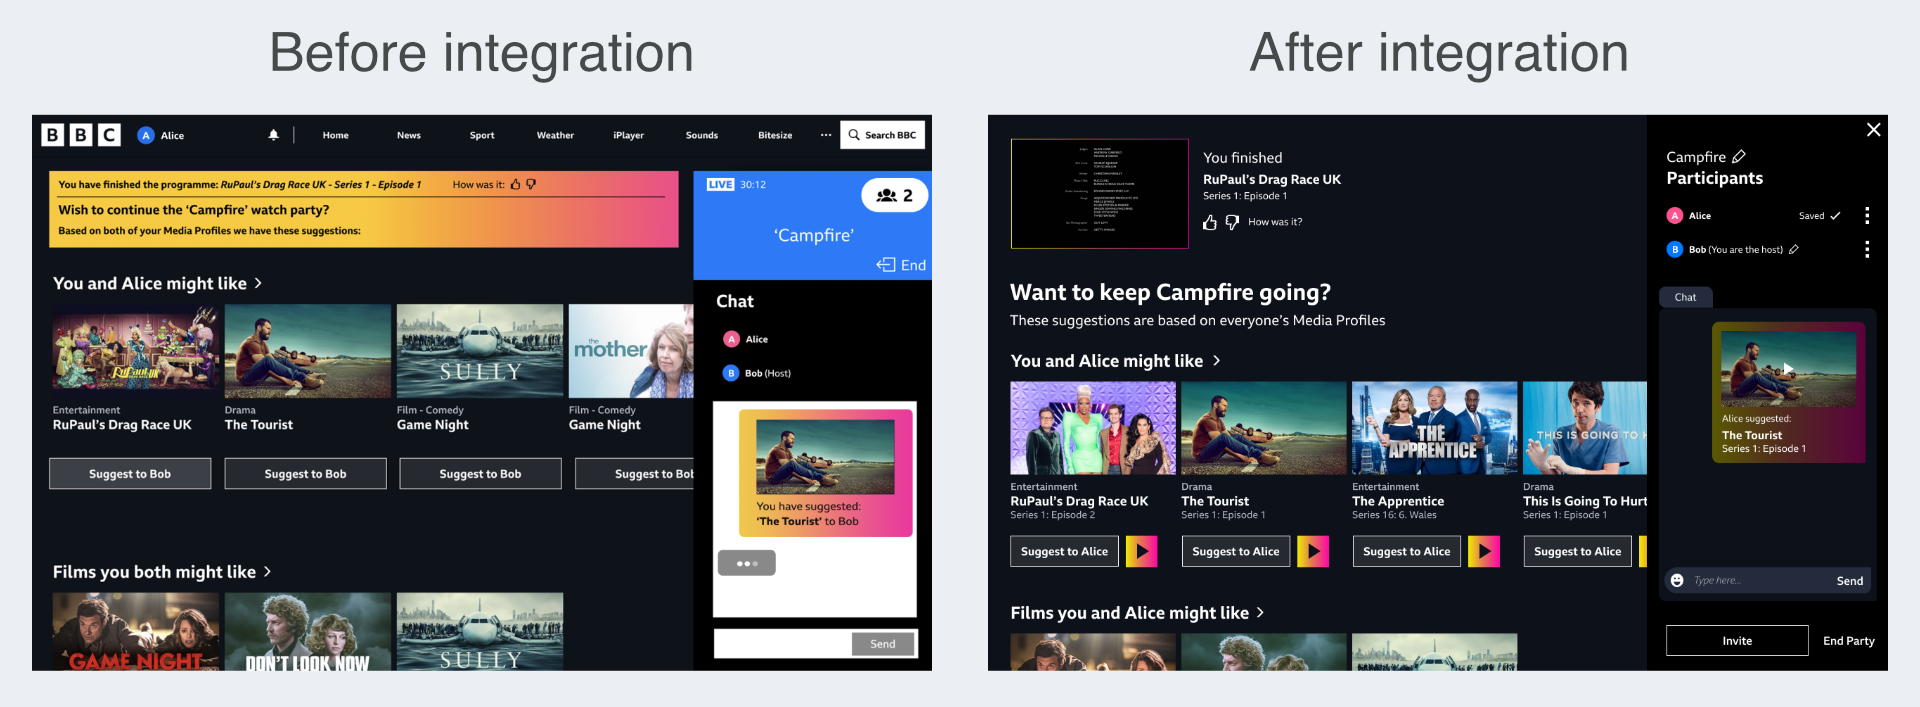 Before integration
After integration
BBC
A Alice
Home
News
Sport
Weather
iPlayer
Sounds
Bitesize
Search BBC
You have finished the programme: RuPaul's Drag Race UK - Series 1 - Episode 1
How was it:
Wish to continue the 'Campfire' watch party?
Based on both of your Media Profiles we have these suggestions:
LIVE 30:12
2
'Campfire'
End
You and Alice might like
RuPaul's
the
mother
SULLY
Entertainment
RuPaul's Drag Race UK
Drama
The Tourist
Film - Comedy
Game Night
Film - Comedy
Game Night
Suggest to Bob
Suggest to Bob
Suggest to Bob
Suggest to Bob
Films you both might like
GAME NIGHT
DON'T LOOK NOW
SULLY
Chat
A Alice
B Bob (Host)
You have suggested:
'The Tourist' to Bob
Send
You finished
RuPaul's Drag Race UK
Series 1: Episode 1
How was it?
Want to keep Campfire going?
These suggestions are based on everyone's Media Profiles
You and Alice might like
THE
APPRENTICE
THIS IS GOING TO H
Entertainment
RuPaul's Drag Race UK
Series 1: Episode 2
Drama
The Tourist
Series 1: Episode 1
Entertainment
The Apprentice
Series 16: 6. Wales
Drama
This Is Going To Hurt
Series 1: Episode 1
Suggest to Alice
Suggest to Alice
Suggest to Alice
Suggest to Alice
Films you and Alice might like
Campfire
Participants
A Alice
Saved
B Bob (You are the host)
Chat
Alice suggested:
The Tourist
Series 1: Episode 1
Type here...
Send
Invite
End Party